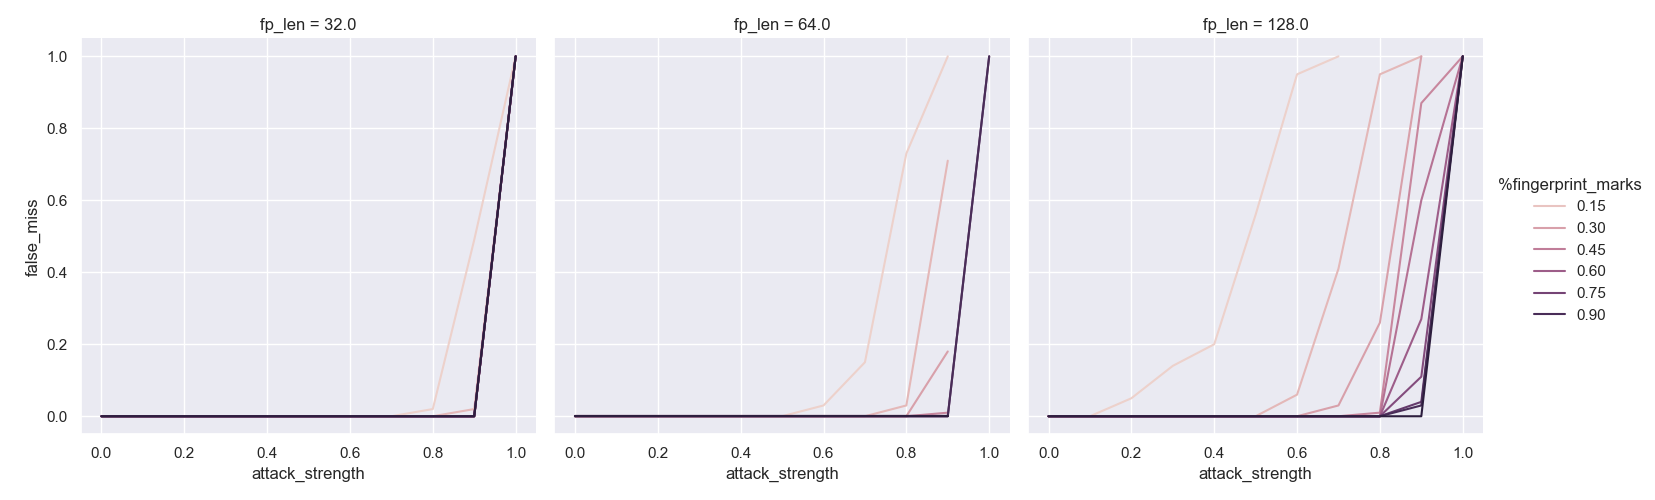 fp_len = 32.0
fp_len = 64.0
fp_len = 128.0
false_miss
1.0
0.8
0.6
0.4
0.2
0.0
0.0 0.2 0.4 0.6 0.8 1.0
0.0 0.2 0.4 0.6 0.8 1.0
0.0 0.2 0.4 0.6 0.8 1.0
attack_strength
attack_strength
attack_strength
%fingerprint_marks
0.15
0.30
0.45
0.60
0.75
0.90